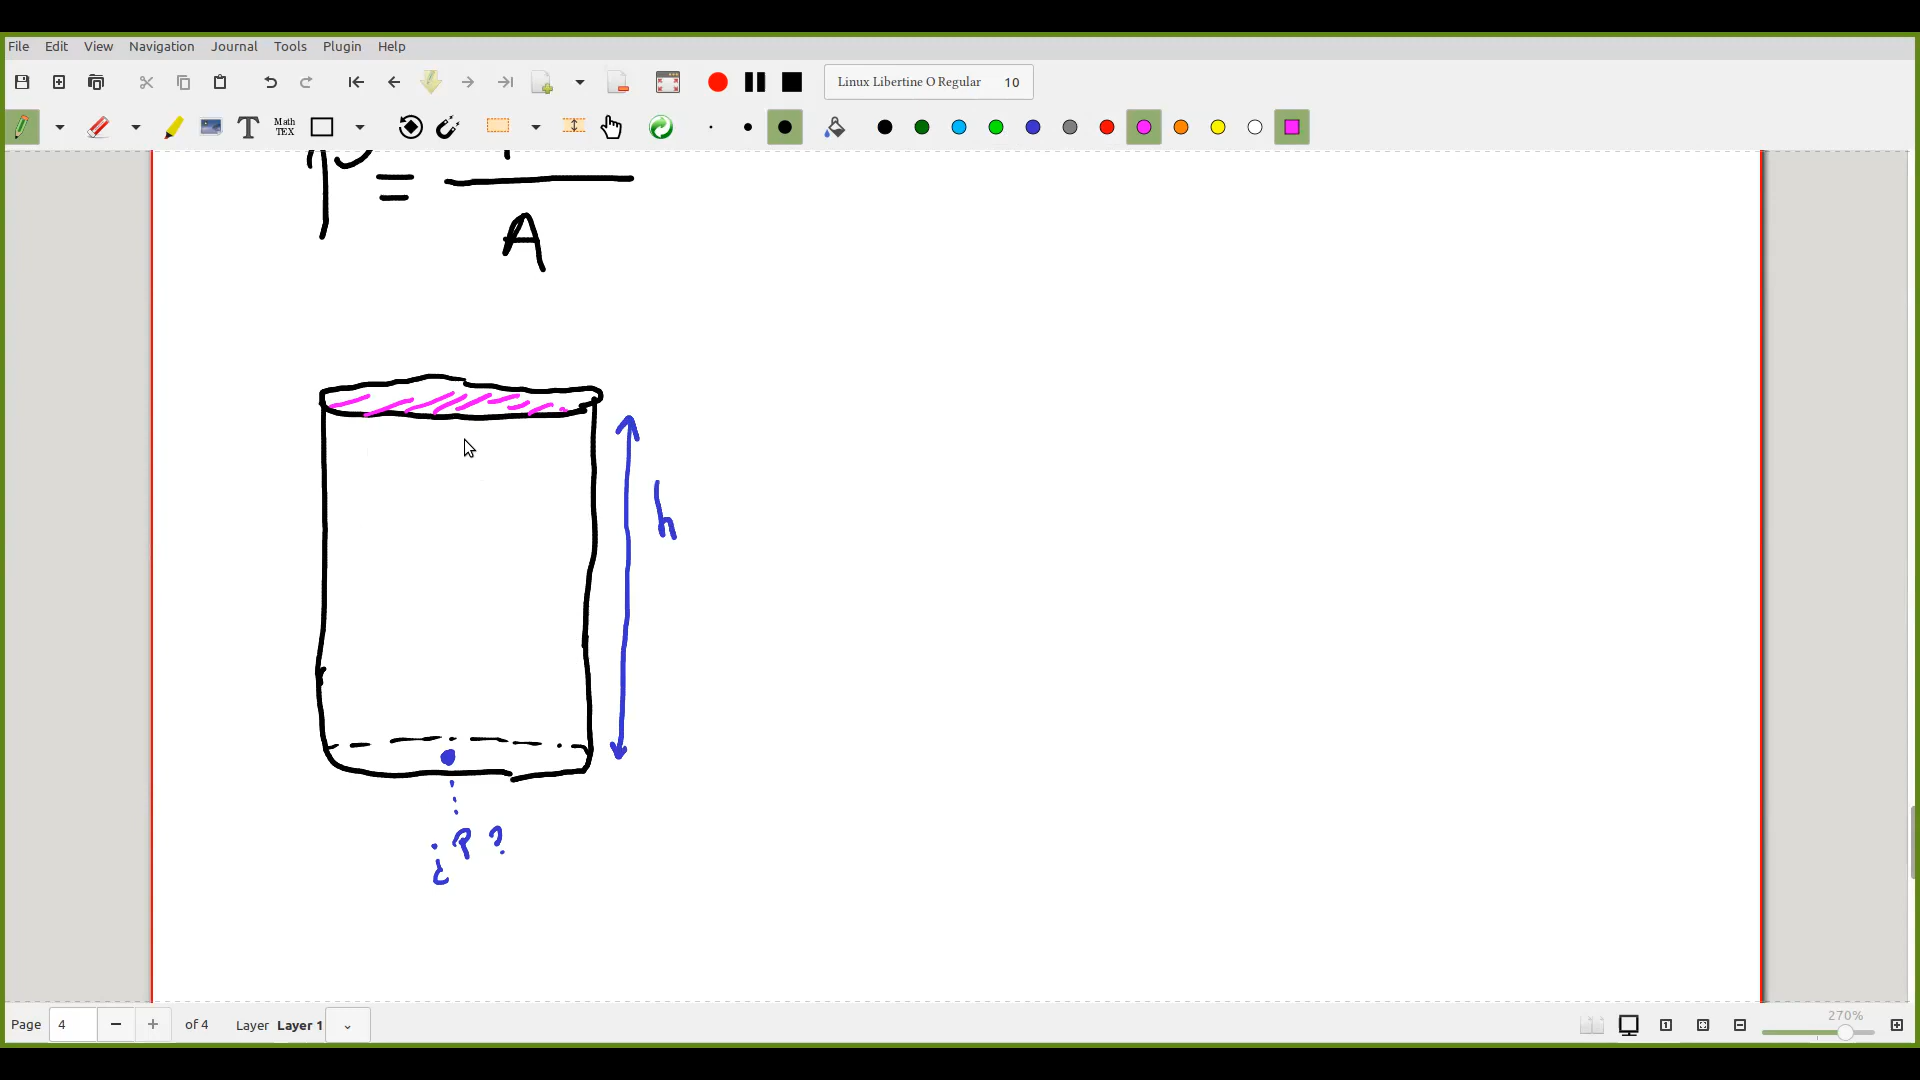 File Edit View Navigation Journal Tools Plugin Help
Linux Libertine O Regular 10
T Math TEX
=
A
h
¿P?
Page 4 of 4 Layer Layer 1
270%